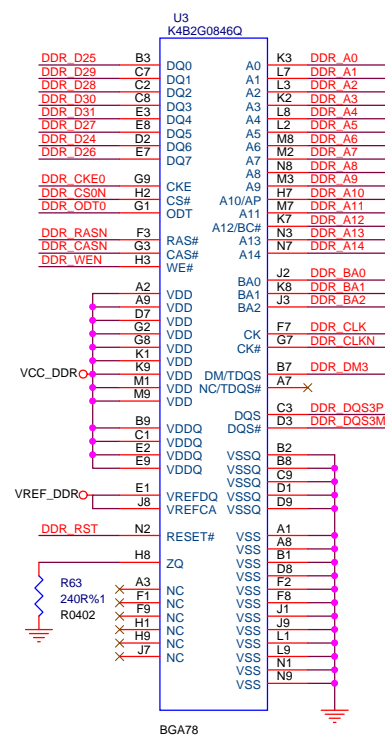 U3
K4B2G0846Q
DDR_D25 B3 DQ0
DDR_D29 C7 DQ1
DDR_D28 C2 DQ2
DDR_D30 C8 DQ3
DDR_D31 E3 DQ4
DDR_D27 E8 DQ5
DDR_D24 D2 DQ6
DDR_D26 E7 DQ7
DDR_CKE0 G9 CKE
DDR_CS0N H2 CS#
DDR_ODT0 G1 ODT
DDR_RASN F3 RAS#
DDR_CASN G3 CAS#
DDR_WEN H3 WE#
A2 VDD
A9 VDD
D7 VDD
G2 VDD
G8 VDD
K1 VDD
VCC_DDR K9 VDD
M1 VDD
M9 VDD
B9 VDDQ
C1 VDDQ
E2 VDDQ
E9 VDDQ
VREF_DDR E1 VREFDQ
J8 VREFCA
DDR_RST N2 RESET#
H8 ZQ
R63
240R%1
R0402
A3 NC
F1 NC
F9 NC
H1 NC
H9 NC
J7 NC
A0 K3 DDR_A0
A1 L7 DDR_A1
A2 L3 DDR_A2
A3 K2 DDR_A3
A4 L8 DDR_A4
A5 L2 DDR_A5
A6 M8 DDR_A6
A7 M2 DDR_A7
A8 N8 DDR_A8
A9 M3 DDR_A9
A10/AP H7 DDR_A10
A11 M7 DDR_A11
A12/BC# K7 DDR_A12
A13 N3 DDR_A13
A14 N7 DDR_A14
BA0 J2 DDR_BA0
BA1 K8 DDR_BA1
BA2 J3 DDR_BA2
CK F7 DDR_CLK
CK# G7 DDR_CLKN
DM/TDQS B7 DDR_DM3
NC/TDQS# A7
DQS C3 DDR_DQS3P
DQS# D3 DDR_DQS3M
VSSQ B2
VSSQ B8
VSSQ C9
VSSQ D1
VSSQ D9
VSS A1
VSS A8
VSS B1
VSS D8
VSS F2
VSS F8
VSS J1
VSS J9
VSS L1
VSS L9
VSS N1
VSS N9
BGA78